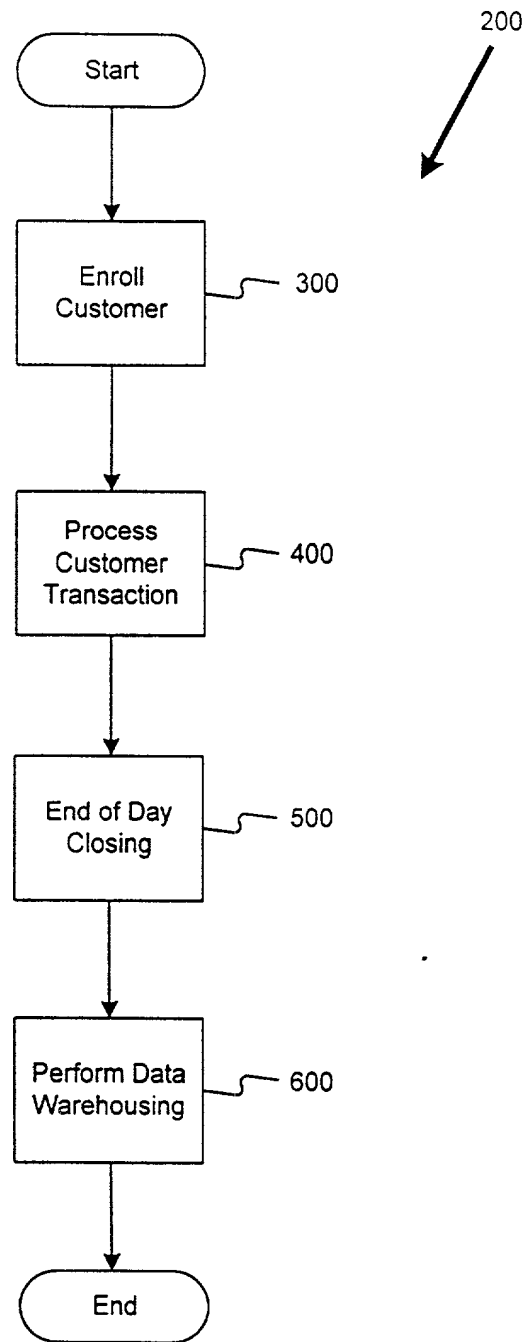 200
Start
Enroll
Customer
300
Process
Customer
Transaction
400
End of Day
Closing
500
Perform Data
Warehousing
600
End